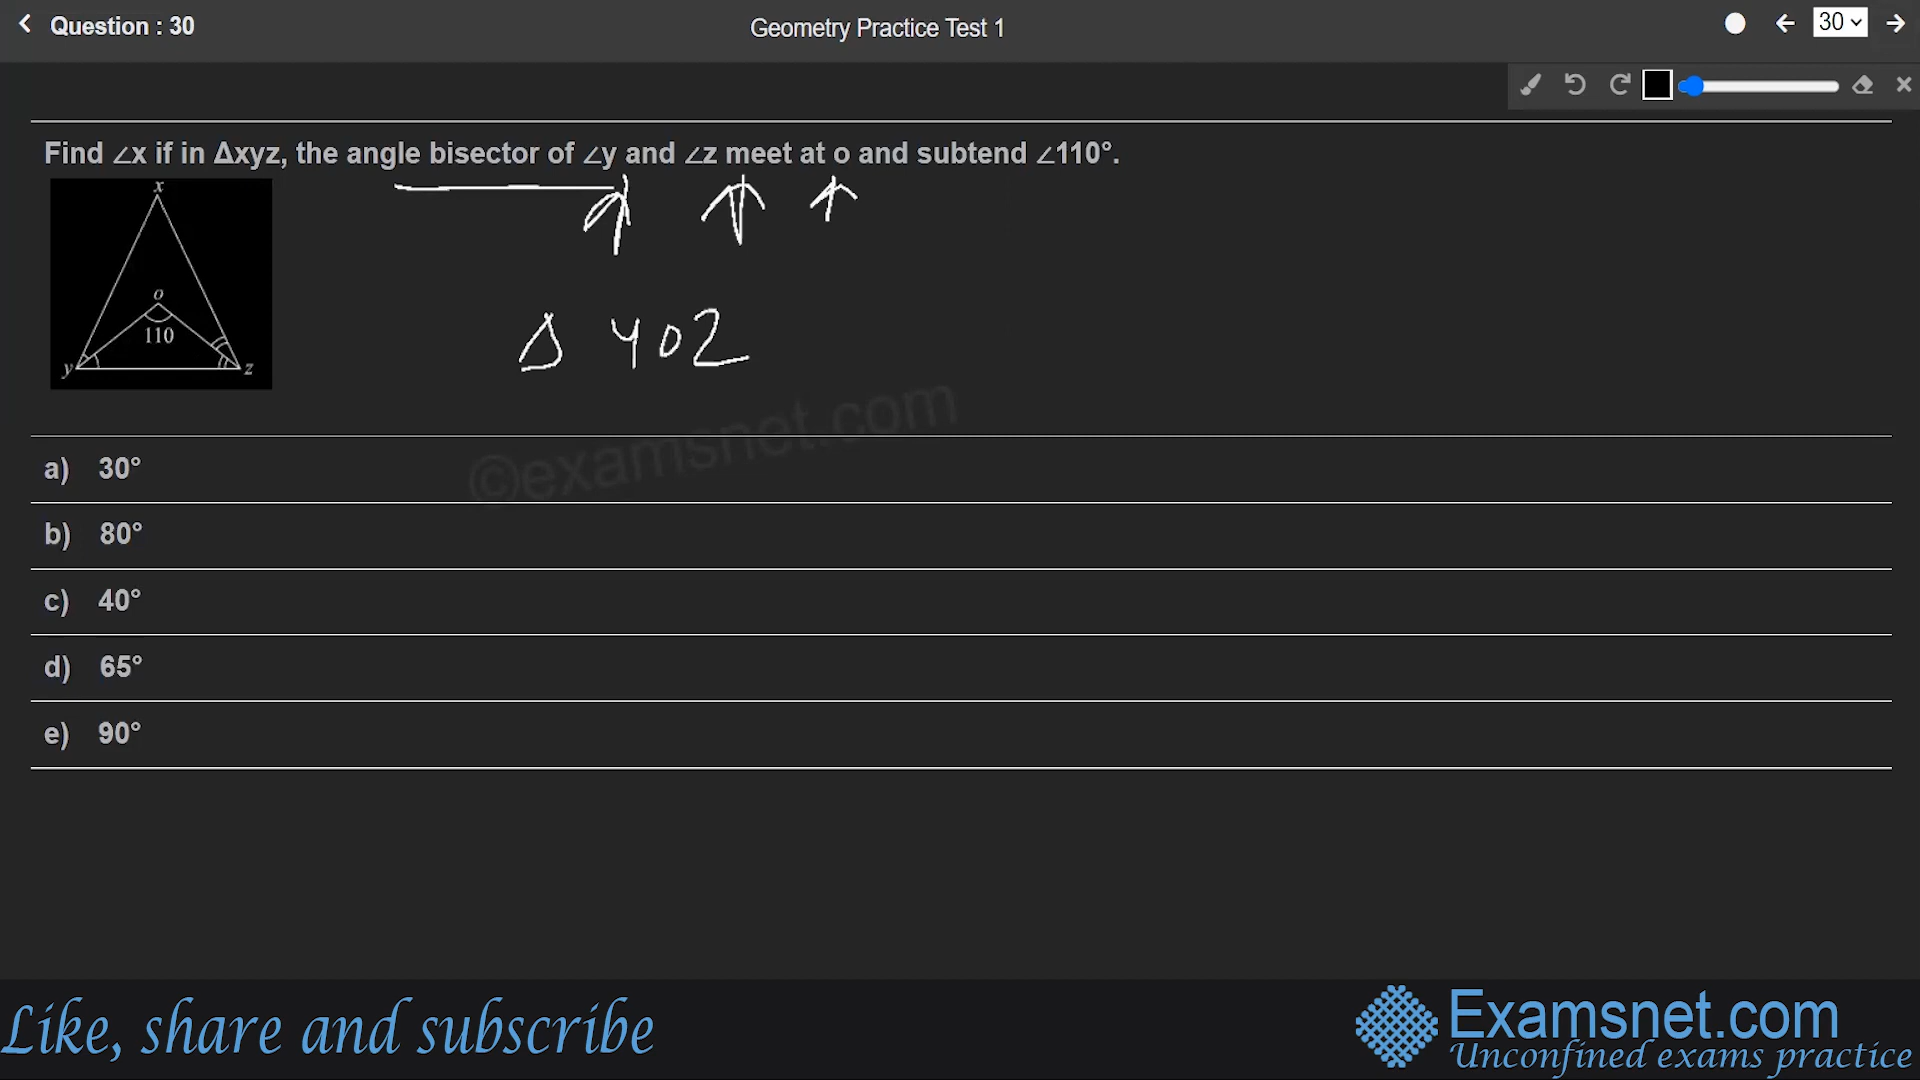 Question : 30
Geometry Practice Test 1
30
Find ∠x if in Δxyz, the angle bisector of ∠y and ∠z meet at o and subtend ∠110°.
x
o
110
y
z
Δ YOZ
©examsnet.com
a) 30°
b) 80°
c) 40°
d) 65°
e) 90°
Like, share and subscribe
Examsnet.com
Unconfined exams practice